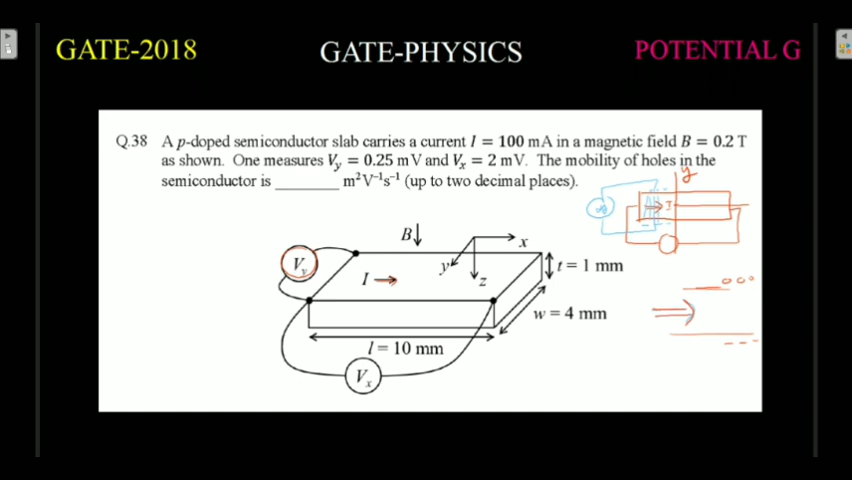 GATE-2018
GATE-PHYSICS
POTENTIAL G
Q.38 A p-doped semiconductor slab carries a current I = 100 mA in a magnetic field B = 0.2 T
as shown. One measures Vy = 0.25 mV and Vx = 2 mV. The mobility of holes in the
semiconductor is ________ m²V⁻¹s⁻¹ (up to two decimal places).
y
I
B↓
x
Vy
y
t = 1 mm
I →
z
w = 4 mm
l = 10 mm
Vx